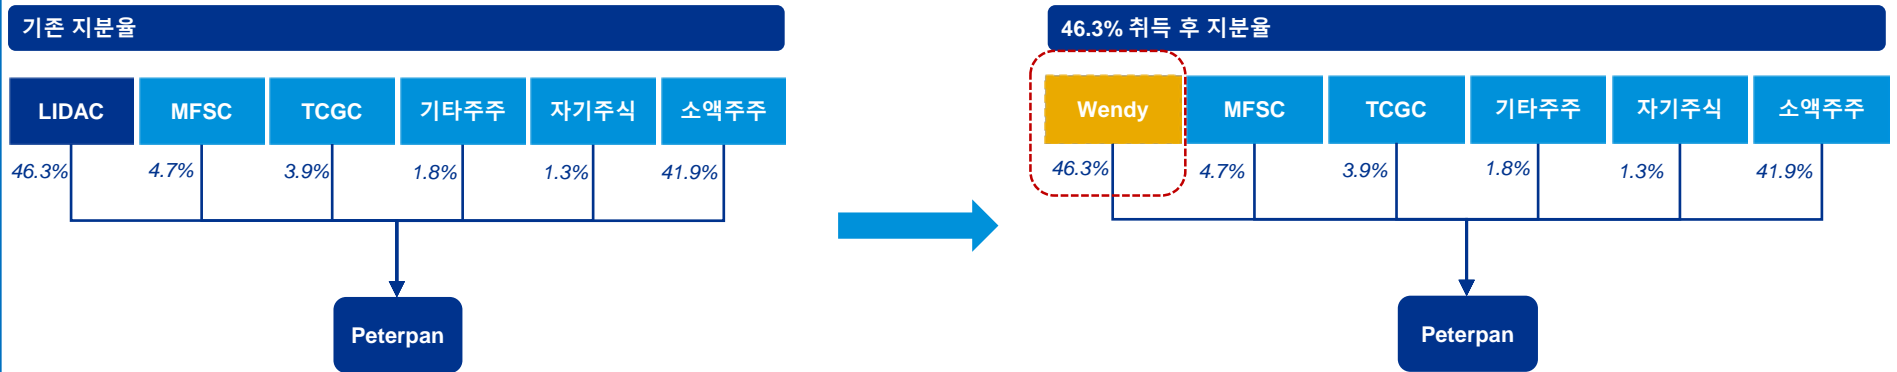 기존 지분율
LIDAC
MFSC
TCGC
기타주주
자기주식
소액주주
46.3%
4.7%
3.9%
1.8%
1.3%
41.9%
Peterpan
46.3% 취득 후 지분율
Wendy
MFSC
TCGC
기타주주
자기주식
소액주주
46.3%
4.7%
3.9%
1.8%
1.3%
41.9%
Peterpan